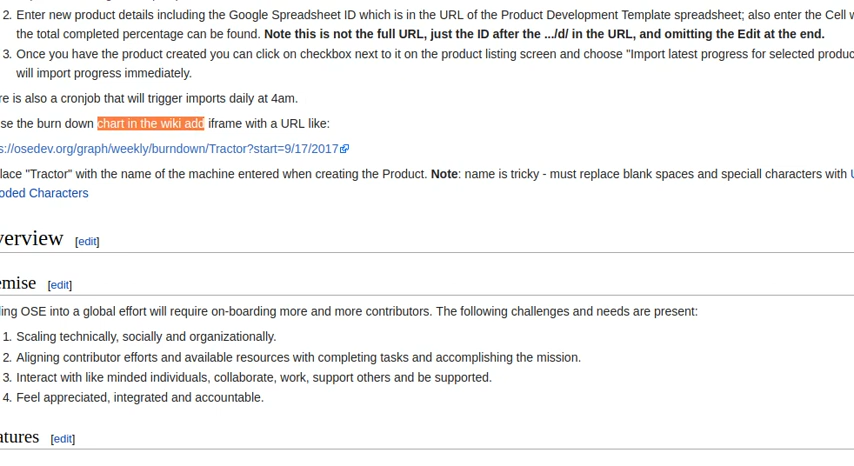 2. Enter new product details including the Google Spreadsheet ID which is in the URL of the Product Development Template spreadsheet; also enter the Cell
the total completed percentage can be found. Note this is not the full URL, just the ID after the .../d/ in the URL, and omitting the Edit at the end.
3. Once you have the product created you can click on checkbox next to it on the product listing screen and choose "Import latest progress for selected produc
will import progress immediately.
re is also a cronjob that will trigger imports daily at 4am.
se the burn down chart in the wiki add iframe with a URL like:
s://osedev.org/graph/weekly/burndown/Tractor?start=9/17/2017
lace "Tractor" with the name of the machine entered when creating the Product. Note: name is tricky - must replace blank spaces and speciall characters with U
oded Characters
verview [edit]
emise [edit]
ling OSE into a global effort will require on-boarding more and more contributors. The following challenges and needs are present:
1. Scaling technically, socially and organizationally.
2. Aligning contributor efforts and available resources with completing tasks and accomplishing the mission.
3. Interact with like minded individuals, collaborate, work, support others and be supported.
4. Feel appreciated, integrated and accountable.
atures [edit]